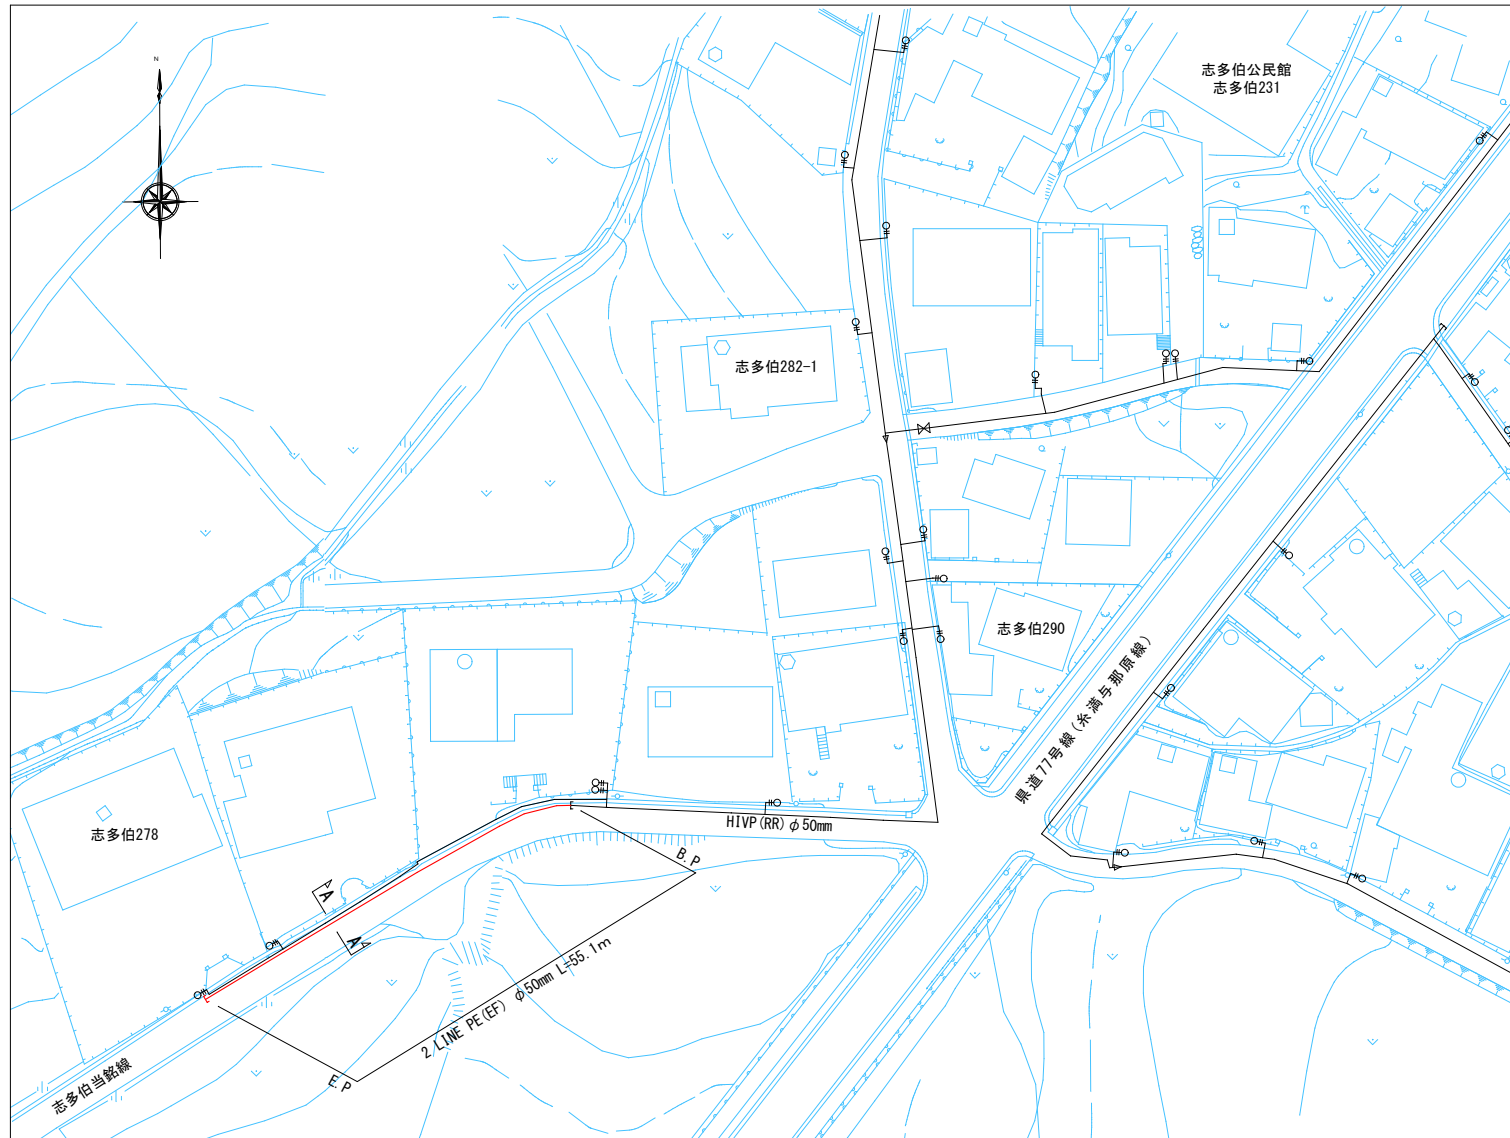 N
志多伯公民館
志多伯231
志多伯282-1
志多伯290
県道77号線(糸満与那原線)
志多伯278
HIVP(RR) φ50mm
B.P
A
A
2 LINE PE(EF) φ50mm L=55.1m
E.P
志多伯当銘線